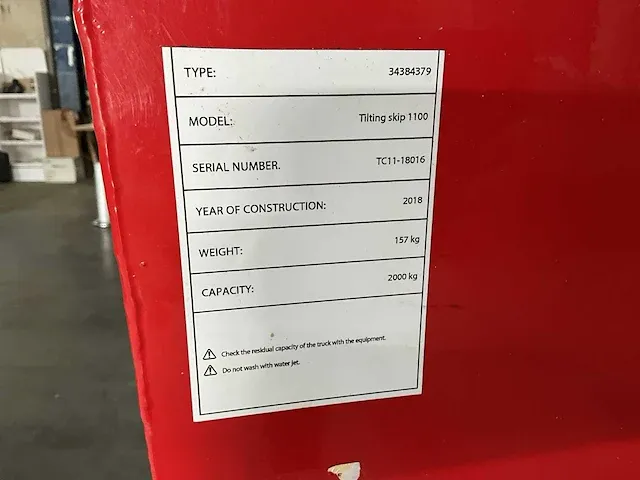 TYPE: 34384379
MODEL: Tilting skip 1100
SERIAL NUMBER. TC11-18016
YEAR OF CONSTRUCTION: 2018
WEIGHT: 157 kg
CAPACITY: 2000 kg
Check the residual capacity of the truck with the equipment.
Do not wash with water jet.